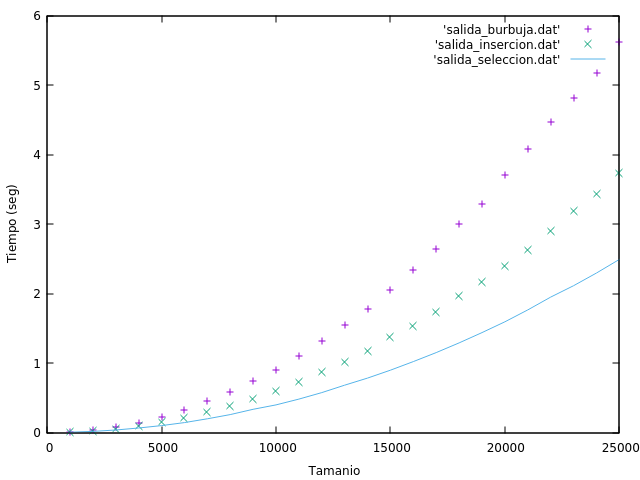 6
5
4
3
2
1
0
Tiempo (seg)
'salida_burbuja.dat'
'salida_insercion.dat'
'salida_seleccion.dat'
0 5000 10000 15000 20000 25000
Tamanio